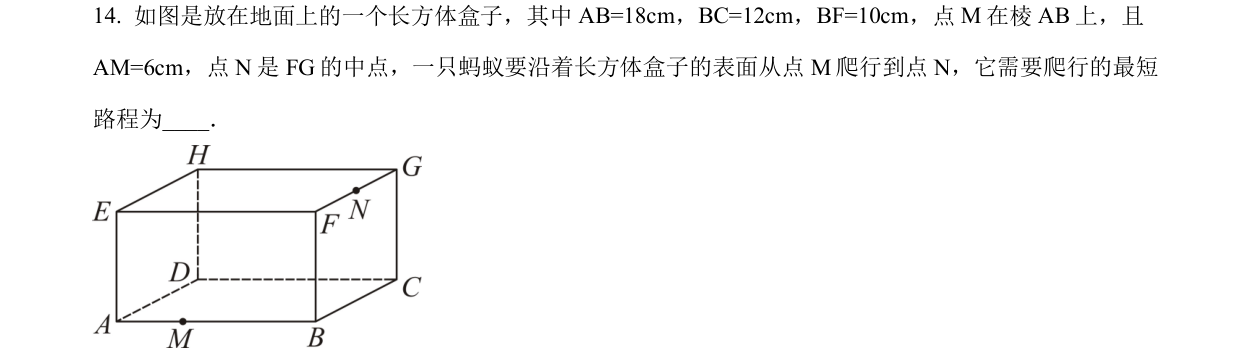 14. 如图是放在地面上的一个长方体盒子，其中 AB=18cm，BC=12cm，BF=10cm，点 M 在棱 AB 上，且
AM=6cm，点 N 是 FG 的中点，一只蚂蚁要沿着长方体盒子的表面从点 M 爬行到点 N，它需要爬行的最短
路程为____.
H
G
E
F
N
D
C
A
M
B